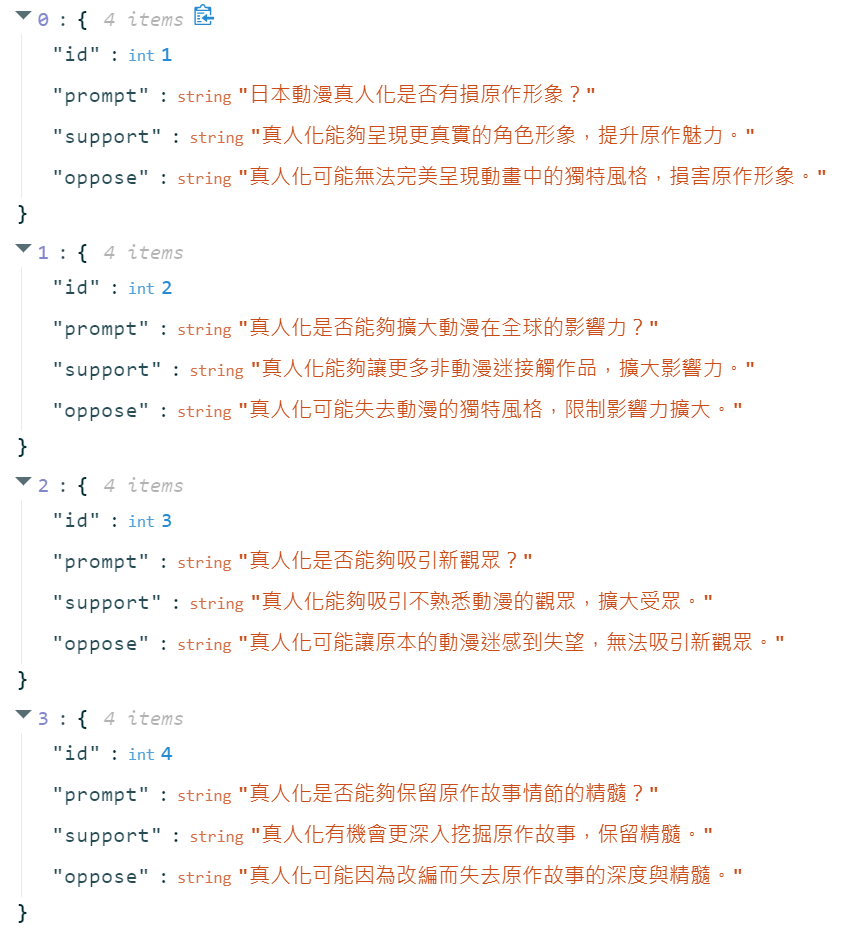 0 : { 4 items
"id" : int 1
"prompt" : string "日本動漫真人化是否有損原作形象？"
"support" : string "真人化能夠呈現更真實的角色形象，提升原作魅力。"
"oppose" : string "真人化可能無法完美呈現動畫中的獨特風格，損害原作形象。"
}
1 : { 4 items
"id" : int 2
"prompt" : string "真人化是否能夠擴大動漫在全球的影響力？"
"support" : string "真人化能夠讓更多非動漫迷接觸作品，擴大影響力。"
"oppose" : string "真人化可能失去動漫的獨特風格，限制影響力擴大。"
}
2 : { 4 items
"id" : int 3
"prompt" : string "真人化是否能夠吸引新觀眾？"
"support" : string "真人化能夠吸引不熟悉動漫的觀眾，擴大受眾。"
"oppose" : string "真人化可能讓原本的動漫迷感到失望，無法吸引新觀眾。"
}
3 : { 4 items
"id" : int 4
"prompt" : string "真人化是否能夠保留原作故事情節的精髓？"
"support" : string "真人化有機會更深入挖掘原作故事，保留精髓。"
"oppose" : string "真人化可能因為改編而失去原作故事的深度與精髓。"
}